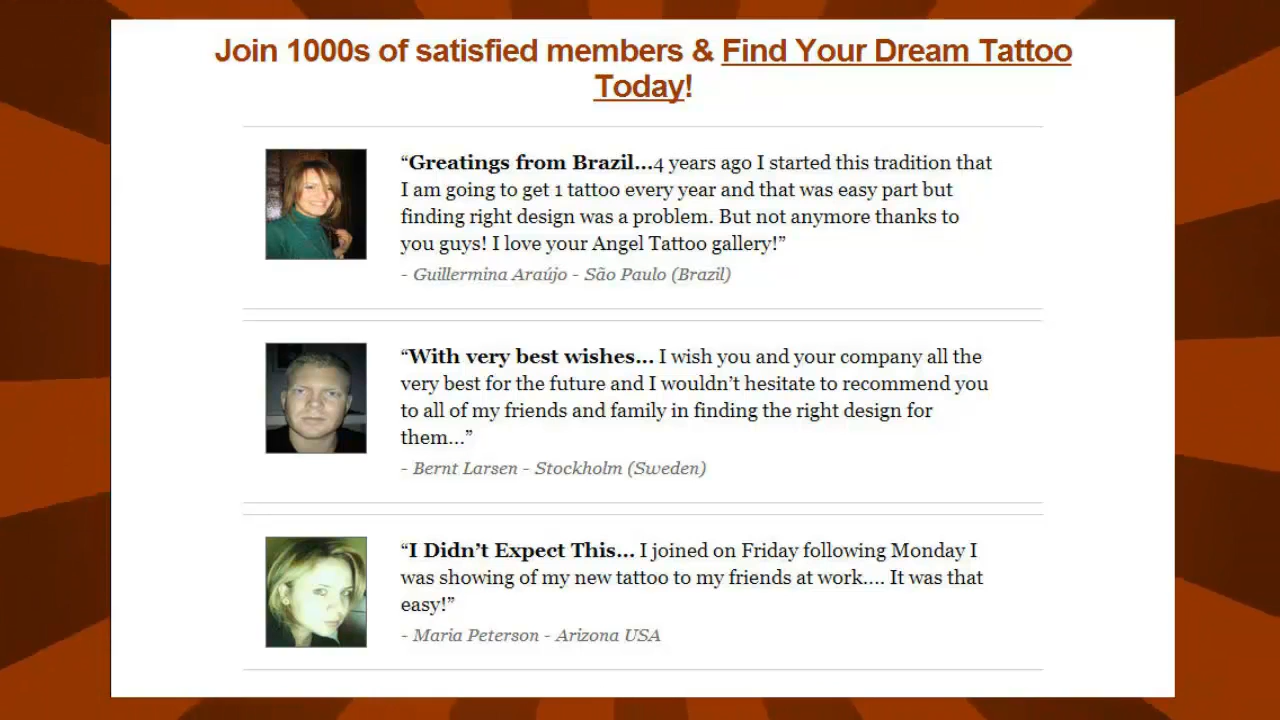 Join 1000s of satisfied members & Find Your Dream Tattoo
Today!
“Greatings from Brazil...4 years ago I started this tradition that
I am going to get 1 tattoo every year and that was easy part but
finding right design was a problem. But not anymore thanks to
you guys! I love your Angel Tattoo gallery!”
- Guillermina Araújo - São Paulo (Brazil)
“With very best wishes... I wish you and your company all the
very best for the future and I wouldn’t hesitate to recommend you
to all of my friends and family in finding the right design for
them...”
- Bernt Larsen - Stockholm (Sweden)
“I Didn’t Expect This... I joined on Friday following Monday I
was showing of my new tattoo to my friends at work.... It was that
easy!”
- Maria Peterson - Arizona USA